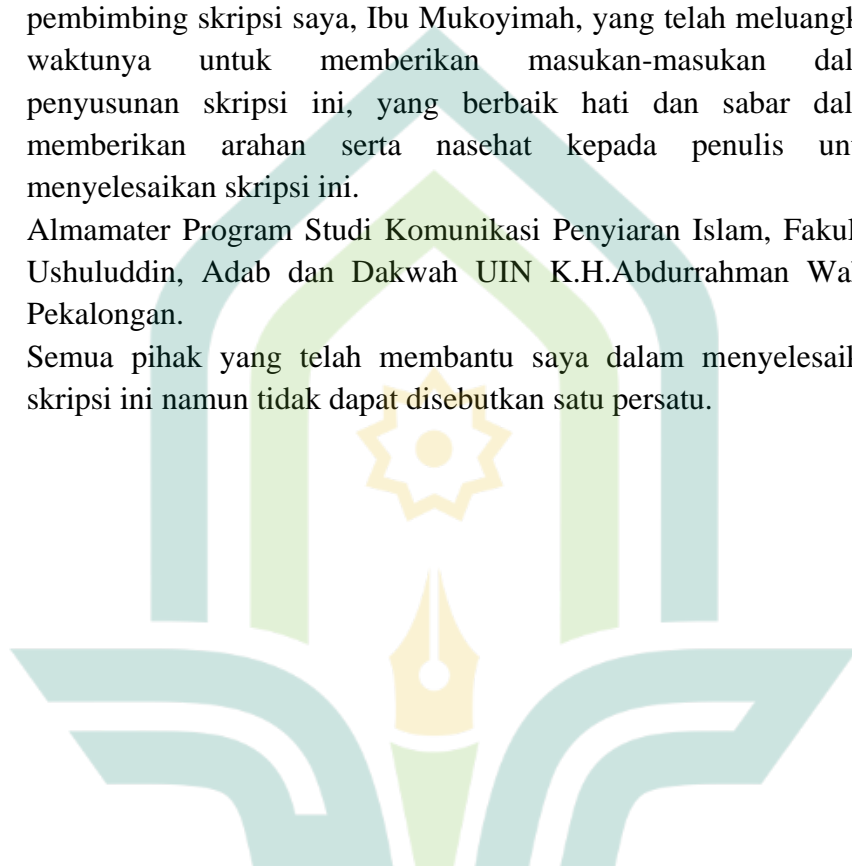 pembimbing skripsi saya, Ibu Mukoyimah, yang telah meluangk
waktunya untuk memberikan masukan-masukan dal
penyusunan skripsi ini, yang berbaik hati dan sabar dal
memberikan arahan serta nasehat kepada penulis unt
menyelesaikan skripsi ini.
Almamater Program Studi Komunikasi Penyiaran Islam, Fakul
Ushuluddin, Adab dan Dakwah UIN K.H.Abdurrahman Wa
Pekalongan.
Semua pihak yang telah membantu saya dalam menyelesaik
skripsi ini namun tidak dapat disebutkan satu persatu.